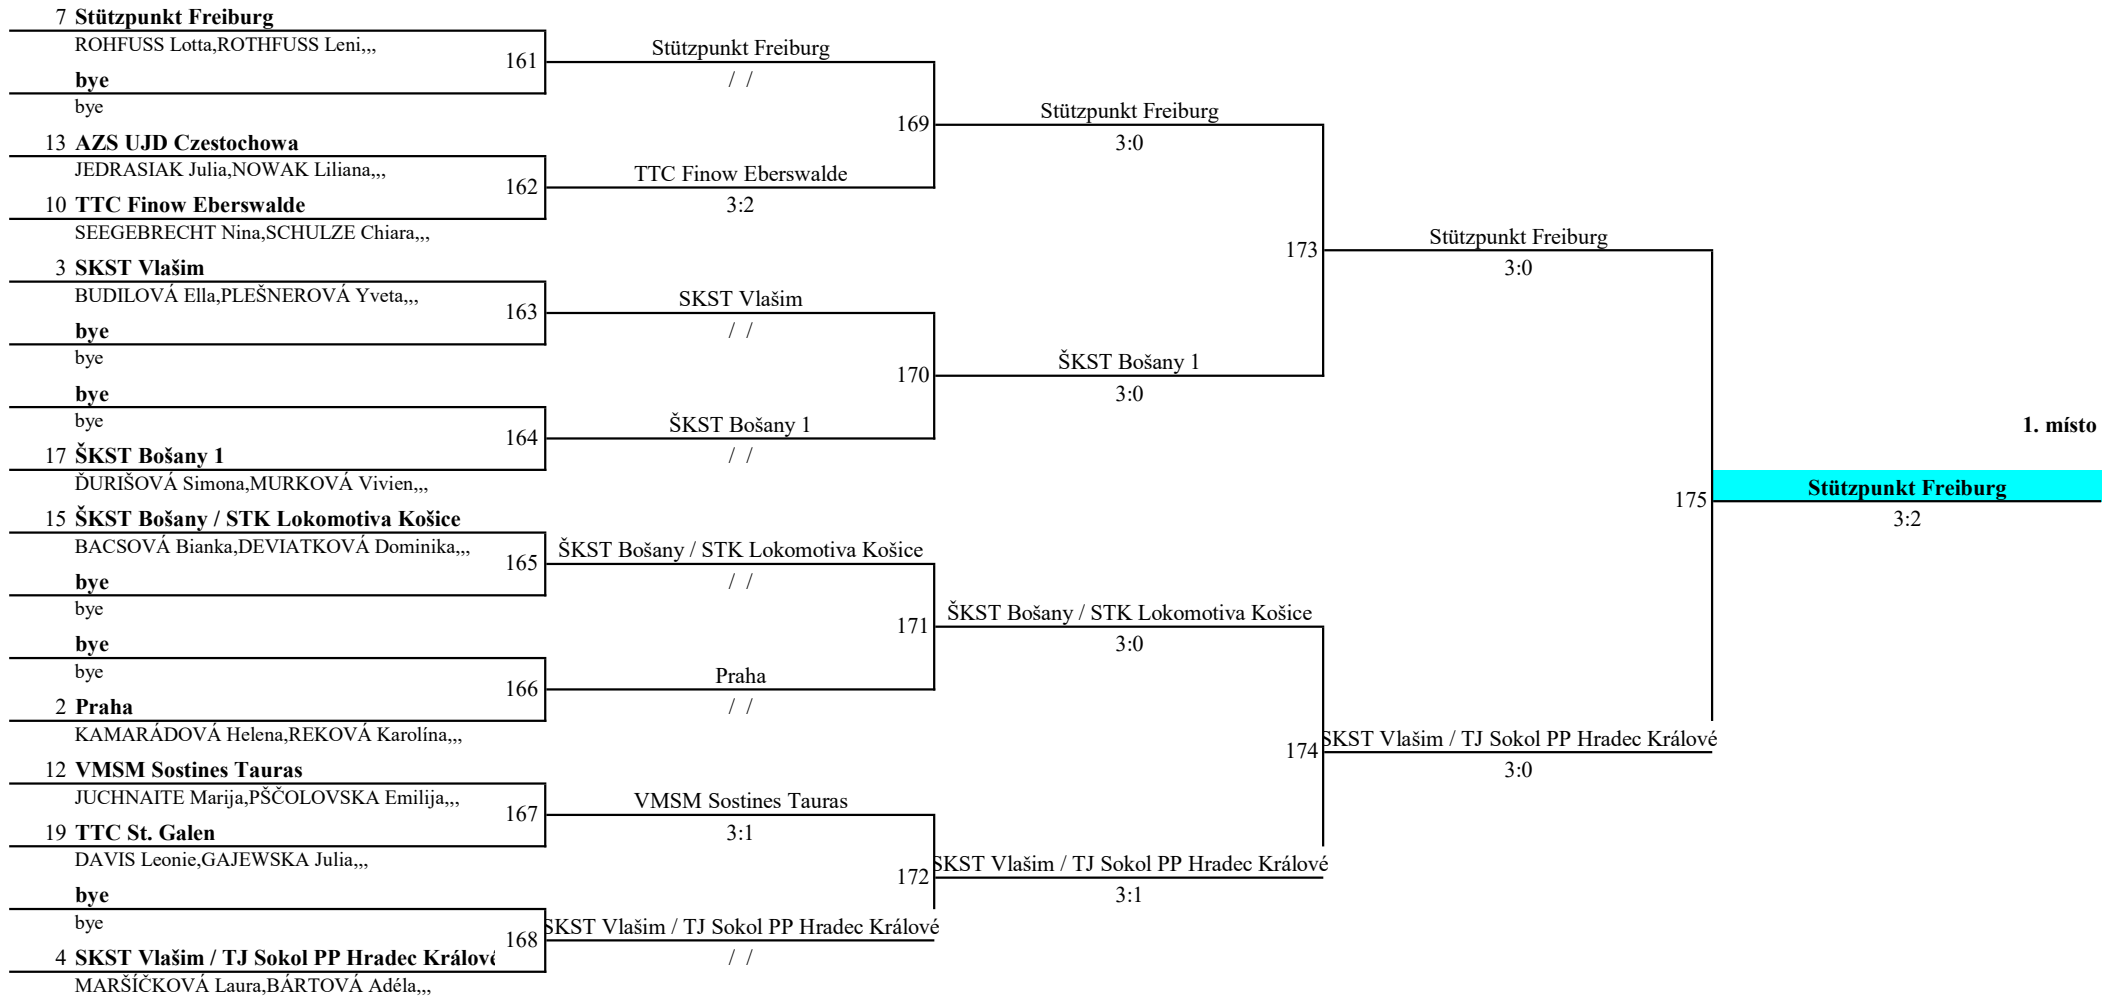 7 Stützpunkt Freiburg
ROHFUSS Lotta,ROTHFUSS Leni,,,
161
Stützpunkt Freiburg
/ /
bye
bye
169
Stützpunkt Freiburg
3:0
13 AZS UJD Czestochowa
JEDRASIAK Julia,NOWAK Liliana,,,
162
TTC Finow Eberswalde
3:2
10 TTC Finow Eberswalde
SEEGEBRECHT Nina,SCHULZE Chiara,,,
173
Stützpunkt Freiburg
3:0
3 SKST Vlašim
BUDILOVÁ Ella,PLEŠNEROVÁ Yveta,,,
163
SKST Vlašim
/ /
bye
bye
170
ŠKST Bošany 1
3:0
bye
bye
164
ŠKST Bošany 1
/ /
17 ŠKST Bošany 1
ĎURIŠOVÁ Simona,MURKOVÁ Vivien,,,
1. místo
175
Stützpunkt Freiburg
3:2
15 ŠKST Bošany / STK Lokomotiva Košice
BACSOVÁ Bianka,DEVIATKOVÁ Dominika,,,
165
ŠKST Bošany / STK Lokomotiva Košice
/ /
bye
bye
171
ŠKST Bošany / STK Lokomotiva Košice
3:0
bye
bye
166
Praha
/ /
2 Praha
KAMARÁDOVÁ Helena,REKOVÁ Karolína,,,
174
SKST Vlašim / TJ Sokol PP Hradec Králové
3:0
12 VMSM Sostines Tauras
JUCHNAITE Marija,PŠČOLOVSKA Emilija,,,
167
VMSM Sostines Tauras
3:1
19 TTC St. Galen
DAVIS Leonie,GAJEWSKA Julia,,,
172
SKST Vlašim / TJ Sokol PP Hradec Králové
3:1
bye
bye
168
SKST Vlašim / TJ Sokol PP Hradec Králové
/ /
4 SKST Vlašim / TJ Sokol PP Hradec Králové
MARŠÍČKOVÁ Laura,BÁRTOVÁ Adéla,,,